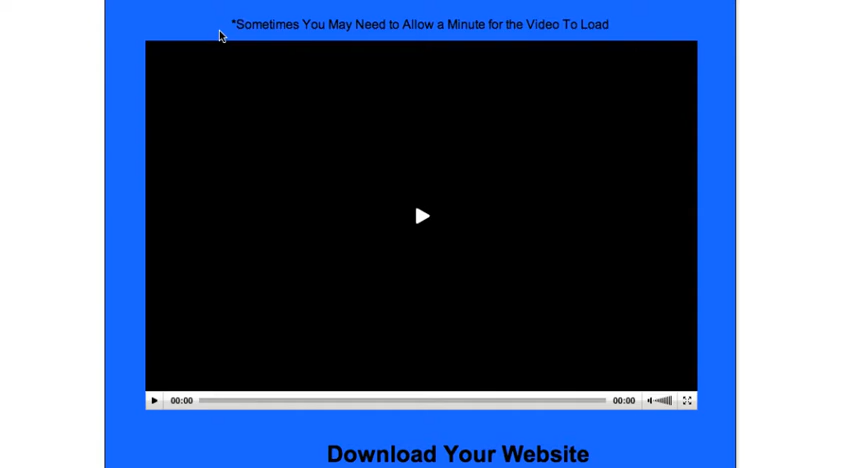 *Sometimes You May Need to Allow a Minute for the Video To Load
00:00 00:00
Download Your Website